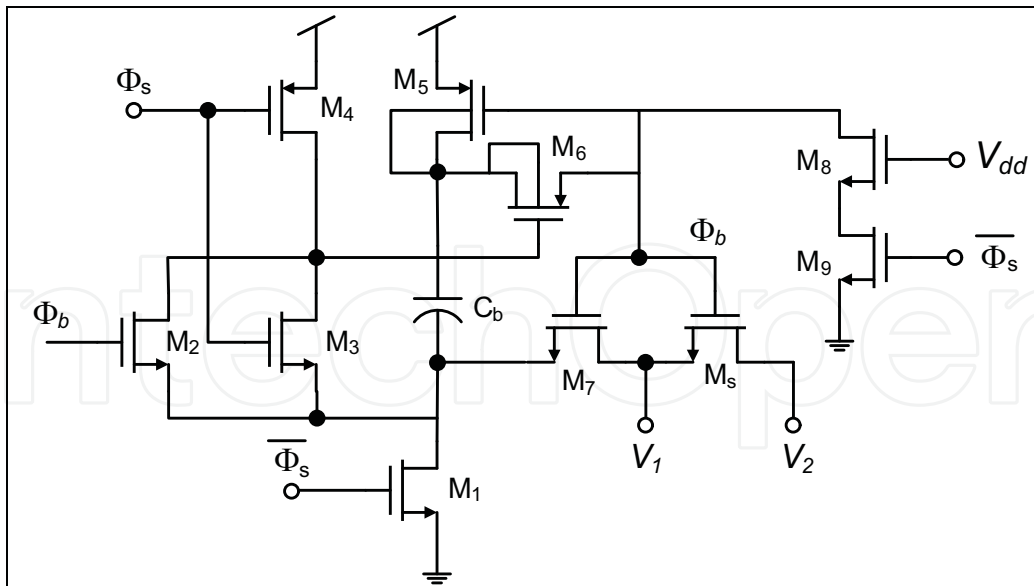 Φs
M4
M5
M6
M8
Vdd
Φb
M9
Φs
Φb
Cb
M2
M3
M7
Ms
Φs
V1
V2
M1
ntechOper